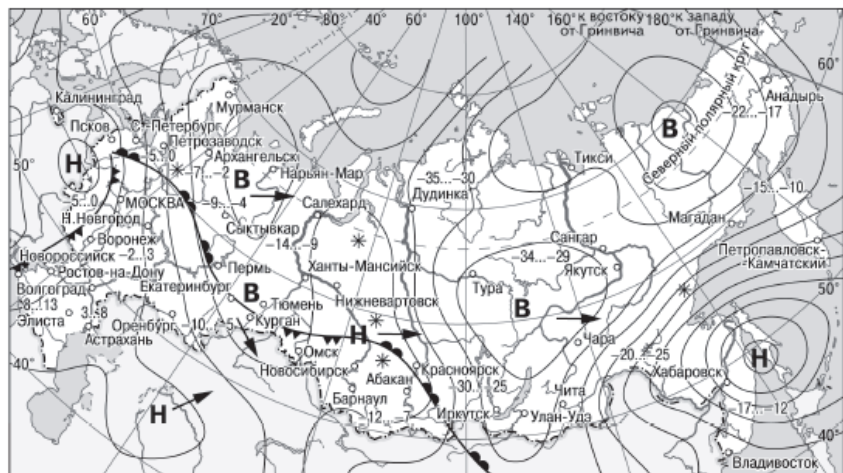 60° 70° 20° 40° 60° 100° 140° 160° к востоку 180° к западу
от Гринвича от Гринвича
60°
Северный полярный круг
Калининград
Мурманск
Анадырь
В
–22...–17
Псков С.-Петербург
Петрозаводск
–5...0
Архангельск
Тикси
50°
Н
–7...–2
В
Нарьян-Мар
–35...–30
Дудинка
–15...–10
–5...0
МОСКВА
–9...–4
Салехард
Н.Новгород
Магадан
Сыктывкар
–14...–9
Сангар
–34...–29
Воронеж
Новороссийск –2...3
Пермь
Ханты-Мансийск
Якутск
Петропавловск-
Камчатский
Ростов-на-Дону
Волгоград
Екатеринбург
В
Тюмень
Нижневартовск
Тура
В
50°
8...13
Элиста
3...8
Астрахань
Оренбург
–10...–5
Курган
Н
Чара
40°
Омск
Новосибирск
Красноярск
–20...–25
Хабаровск
Н
Абакан
30...25
Чита
Н
Барнаул
–12...–7
Иркутск
Улан-Удэ
–17...–12
40°
Владивосток